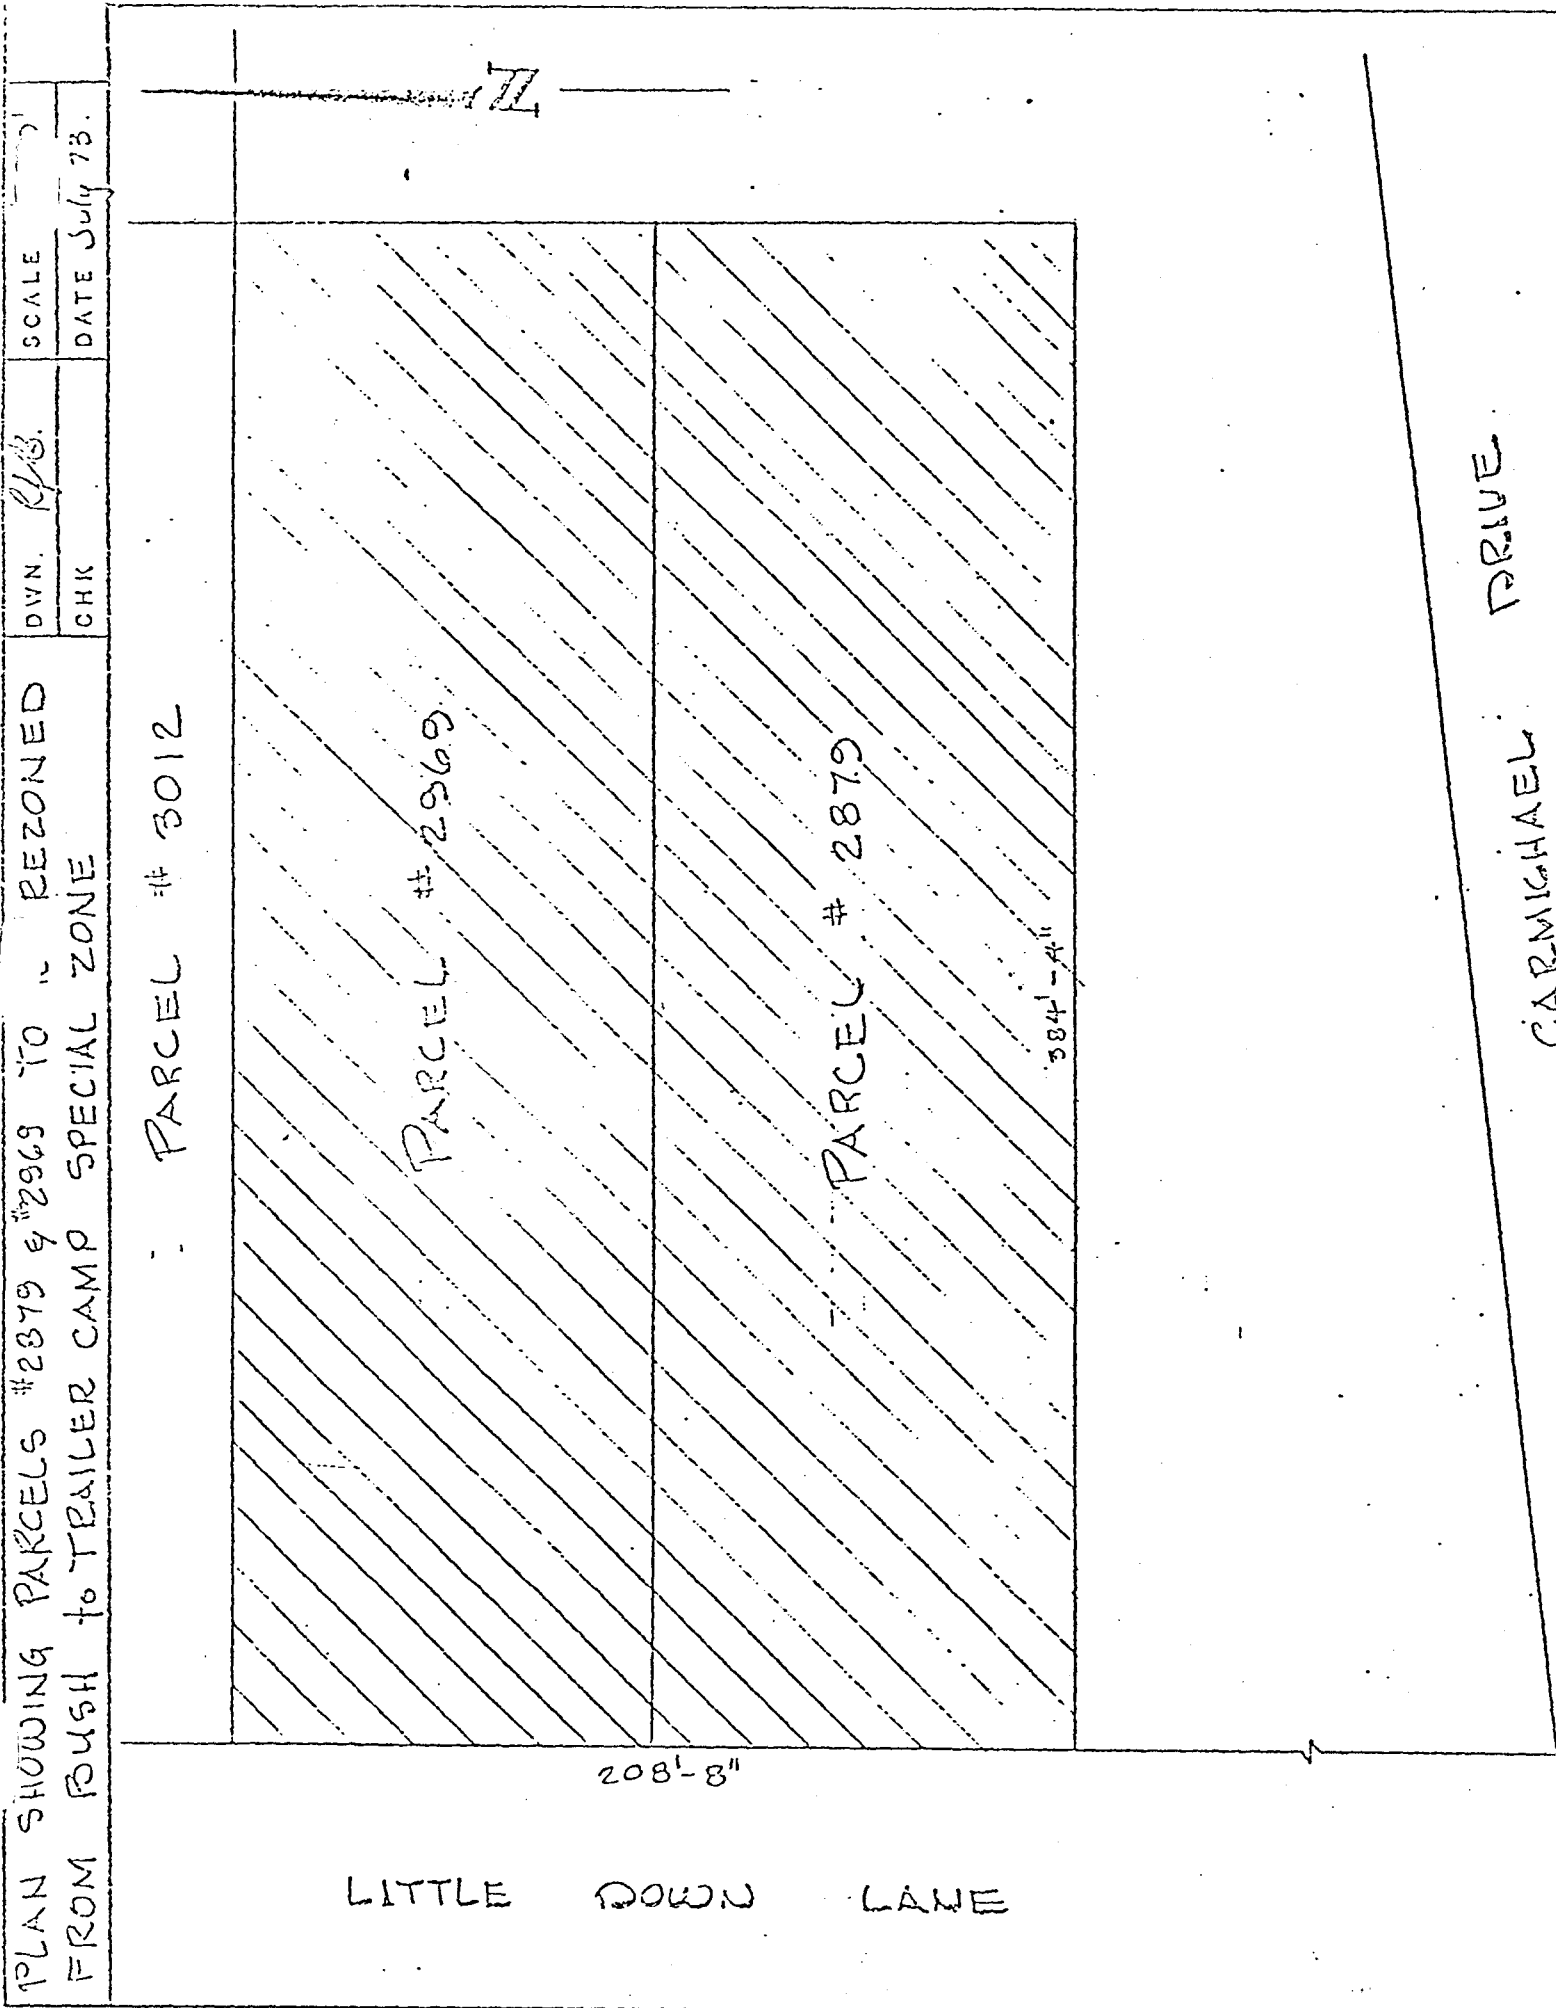 PLAN SHOWING PARCELS #2879 & #2969 TO REZONED
FROM BUSH to TRAILER CAMP SPECIAL ZONE
DWN. SCALE
CHK DATE July 73.
N
PARCEL # 3012
PARCEL # 2969
PARCEL # 2879
384'-4"
208'-8"
LITTLE DOWN LANE
CARMICHAEL DRIVE